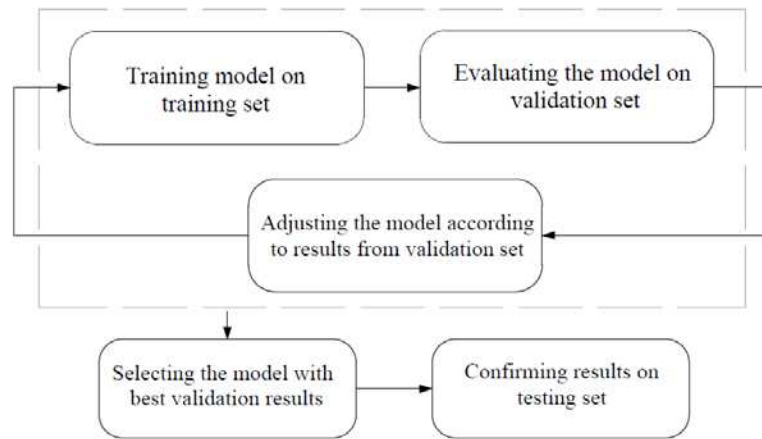 Training model on
training set
Evaluating the model on
validation set
Adjusting the model according
to results from validation set
Selecting the model with
best validation results
Confirming results on
testing set